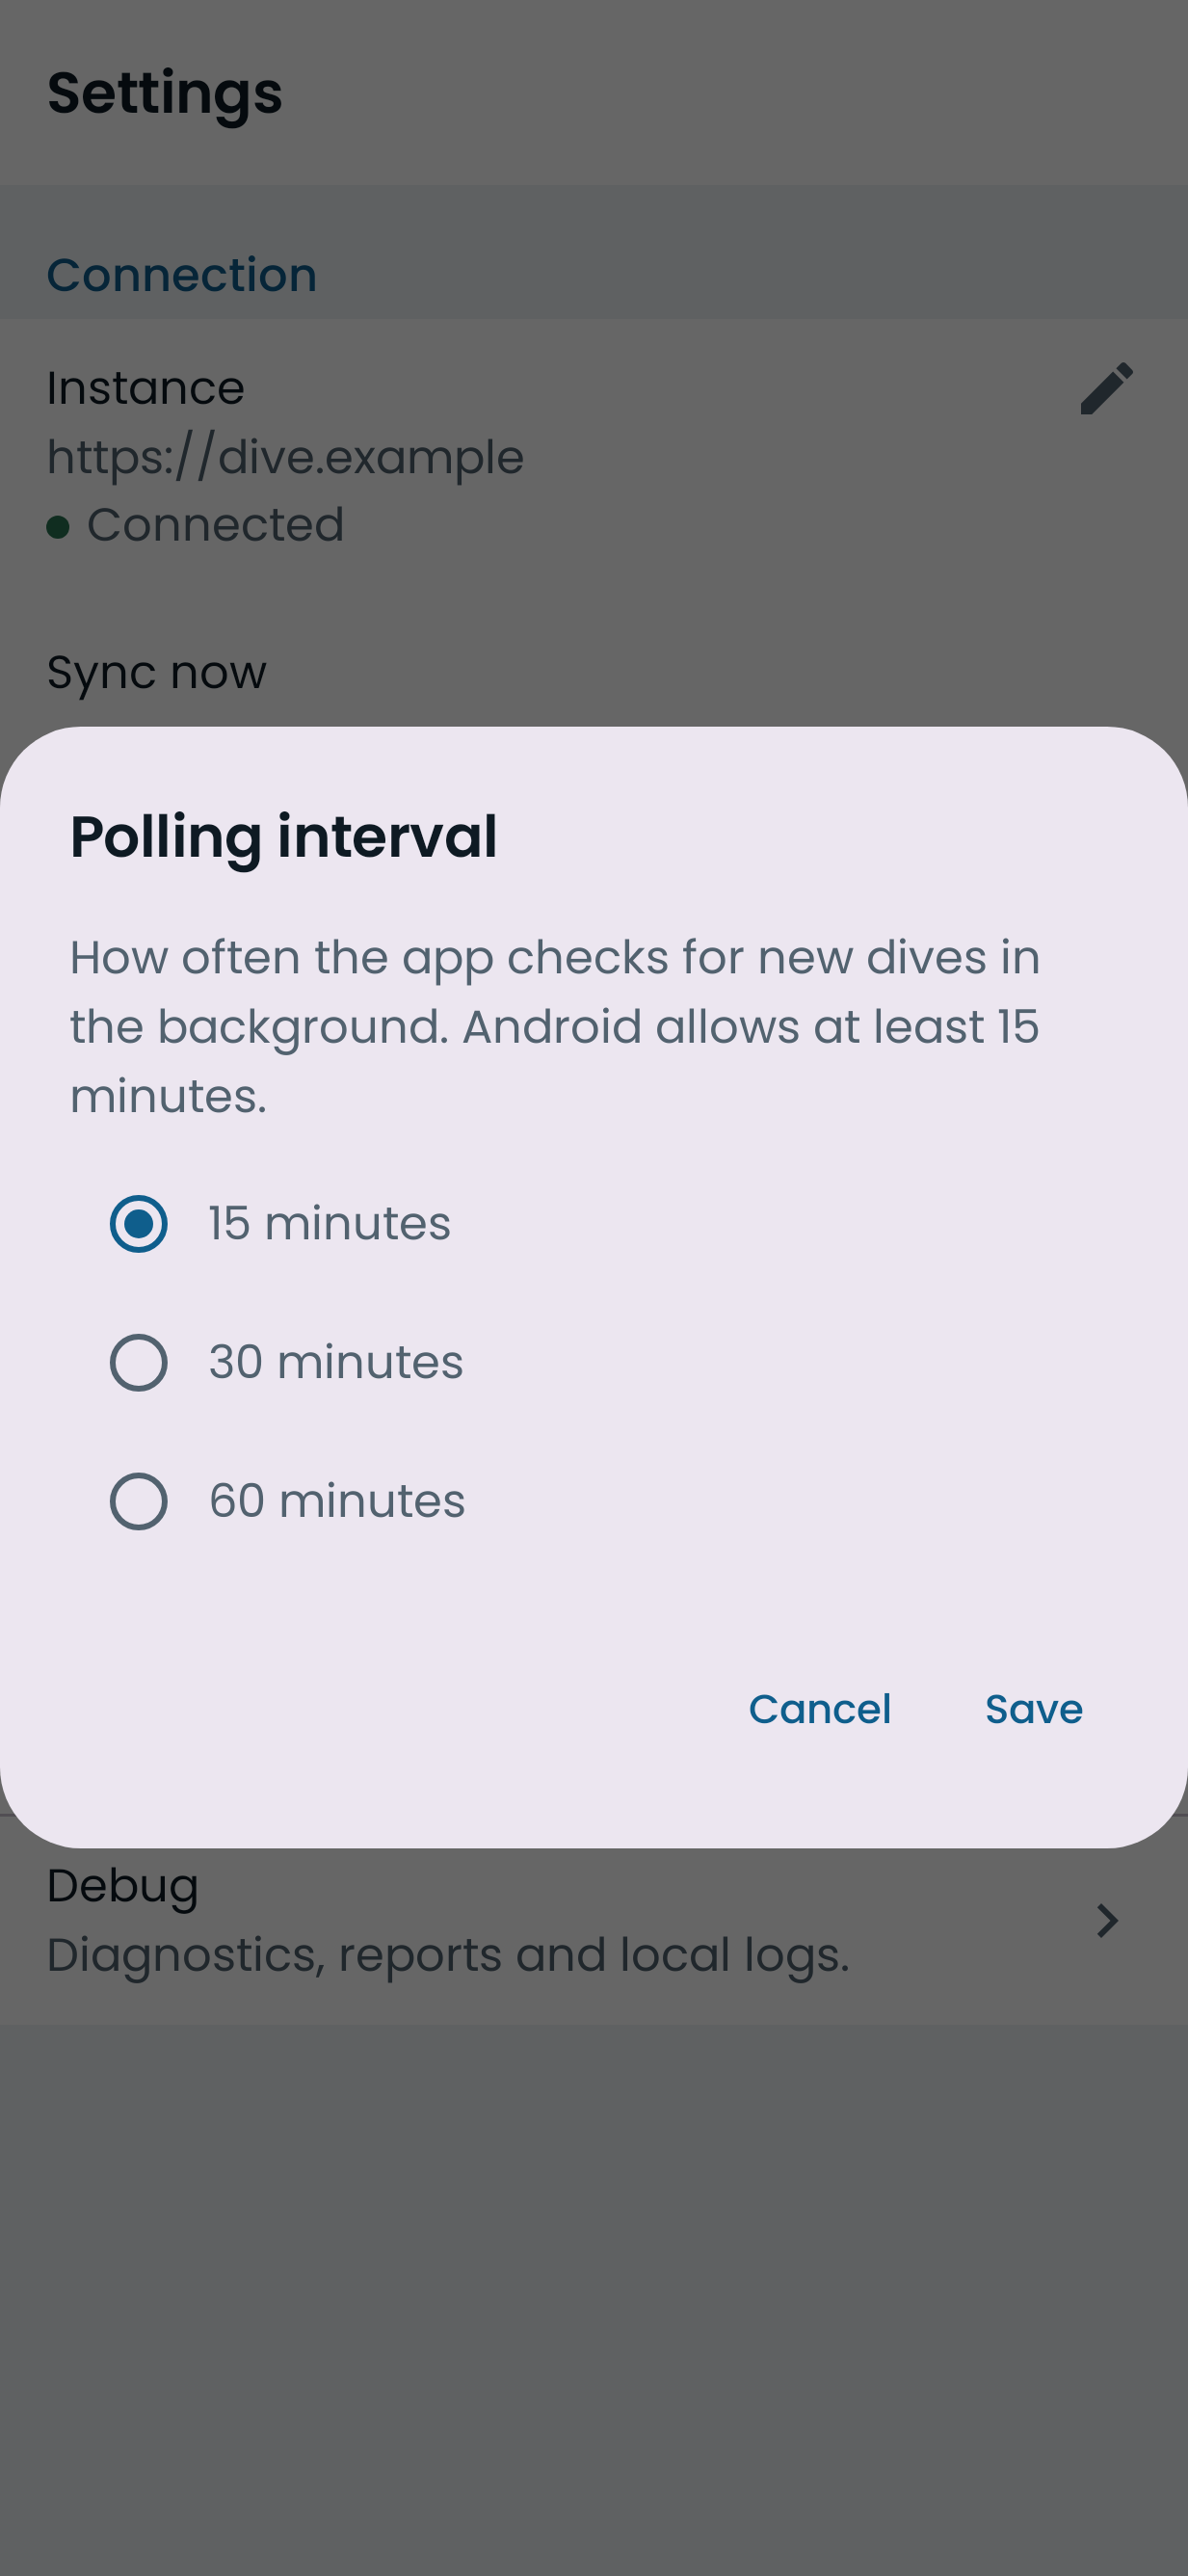 Settings
Connection
Instance
https://dive.example
Connected
Sync now
Polling interval
How often the app checks for new dives in
the background. Android allows at least 15
minutes.
15 minutes
30 minutes
60 minutes
Cancel Save
Debug
Diagnostics, reports and local logs.